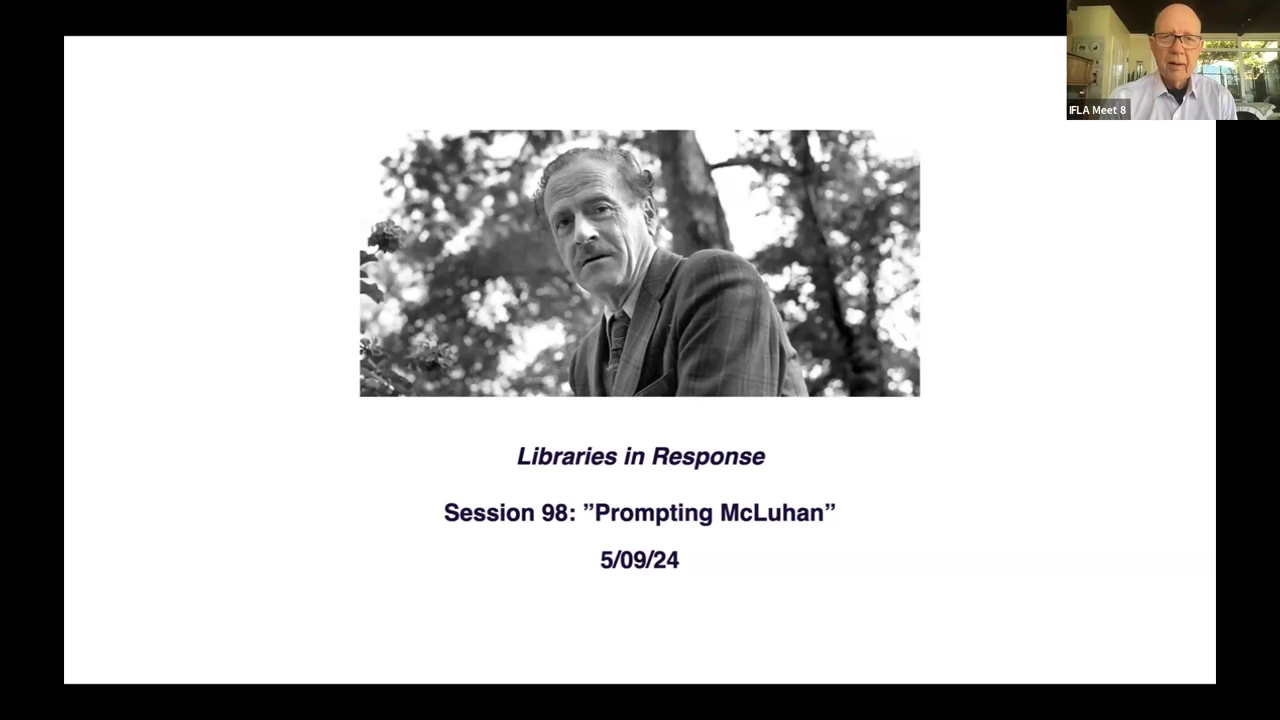 IFLA Meet 8
Libraries in Response
Session 98: ”Prompting McLuhan”
5/09/24